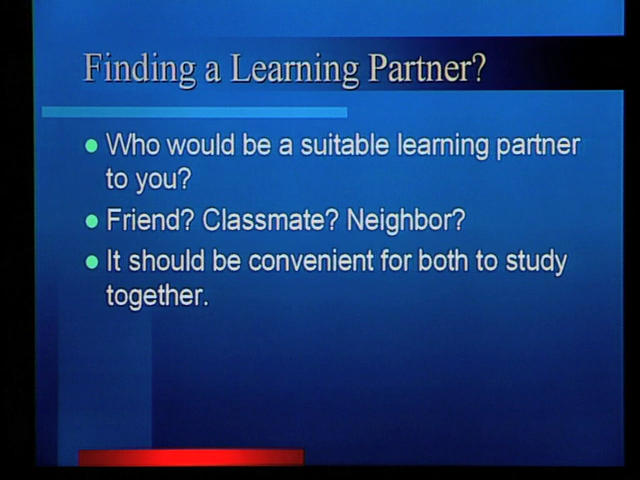 Finding a Learning Partner?
Who would be a suitable learning partner
to you?
Friend? Classmate? Neighbor?
It should be convenient for both to study
together.